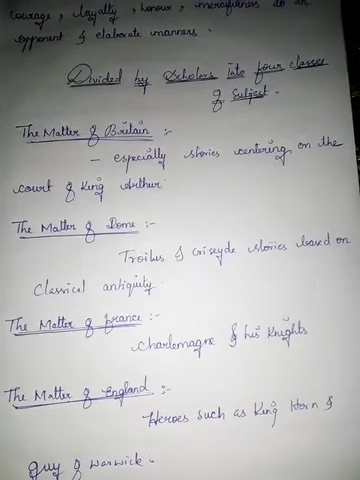 courage, loyalty, honour, mercifulness to an
opponent & elaborate manners.
Divided by Scholars Into four classes
of Subject.
The Matter of Britain :-
- especially stories centering on the
court of King Arthur.
The Matter of Rome :-
Troilus & criseyde stories based on
Classical antiquity.
The Matter of france :-
Charlemagne & his Knights
The Matter of England :-
Heroes such as King Horn &
guy of warwick.